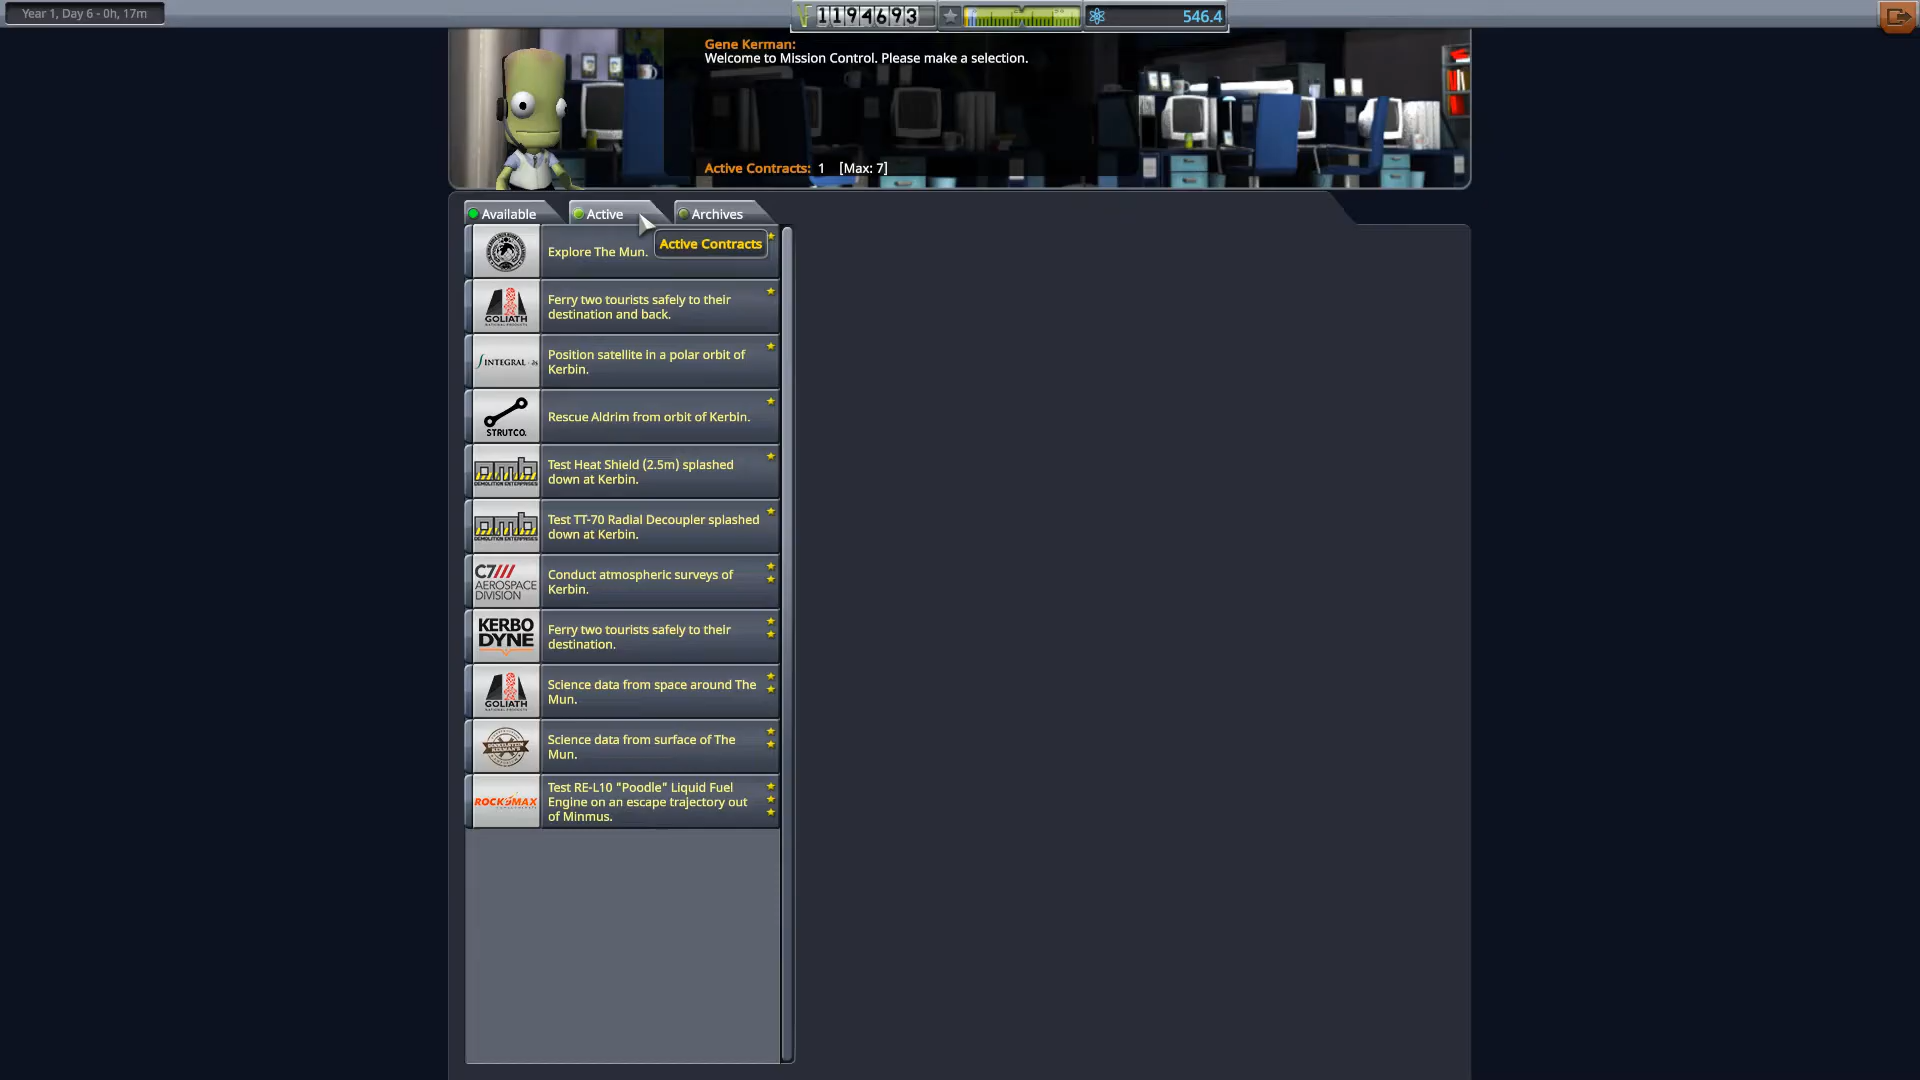 Year 1, Day 6 - 0h, 17m
1194693
546.4
Gene Kerman:
Welcome to Mission Control. Please make a selection.
Active Contracts: 1 [Max: 7]
Available
Active
Archives
Active Contracts
Explore The Mun.
GOLIATH
Ferry two tourists safely to their
destination and back.
INTEGRAL
Position satellite in a polar orbit of
Kerbin.
STRUTCO.
Rescue Aldrim from orbit of Kerbin.
DEMOLITION ENTERPRISES
Test Heat Shield (2.5m) splashed
down at Kerbin.
DEMOLITION ENTERPRISES
Test TT-70 Radial Decoupler splashed
down at Kerbin.
C7///
AEROSPACE
DIVISION
Conduct atmospheric surveys of
Kerbin.
KERBO
DYNE
Ferry two tourists safely to their
destination.
GOLIATH
Science data from space around The
Mun.
Science data from surface of The
Mun.
ROCKOMAX
Test RE-L10 "Poodle" Liquid Fuel
Engine on an escape trajectory out
of Minmus.